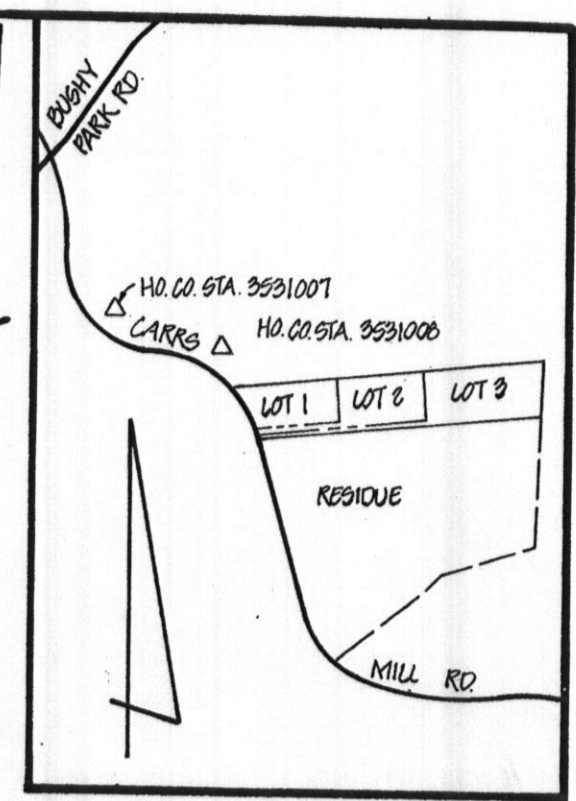 BUSHY
PARK RD.
HO.CO.STA. 3531007
CARRS
HO.CO.STA. 3531008
LOT 1
LOT 2
LOT 3
RESIDUE
MILL RD.